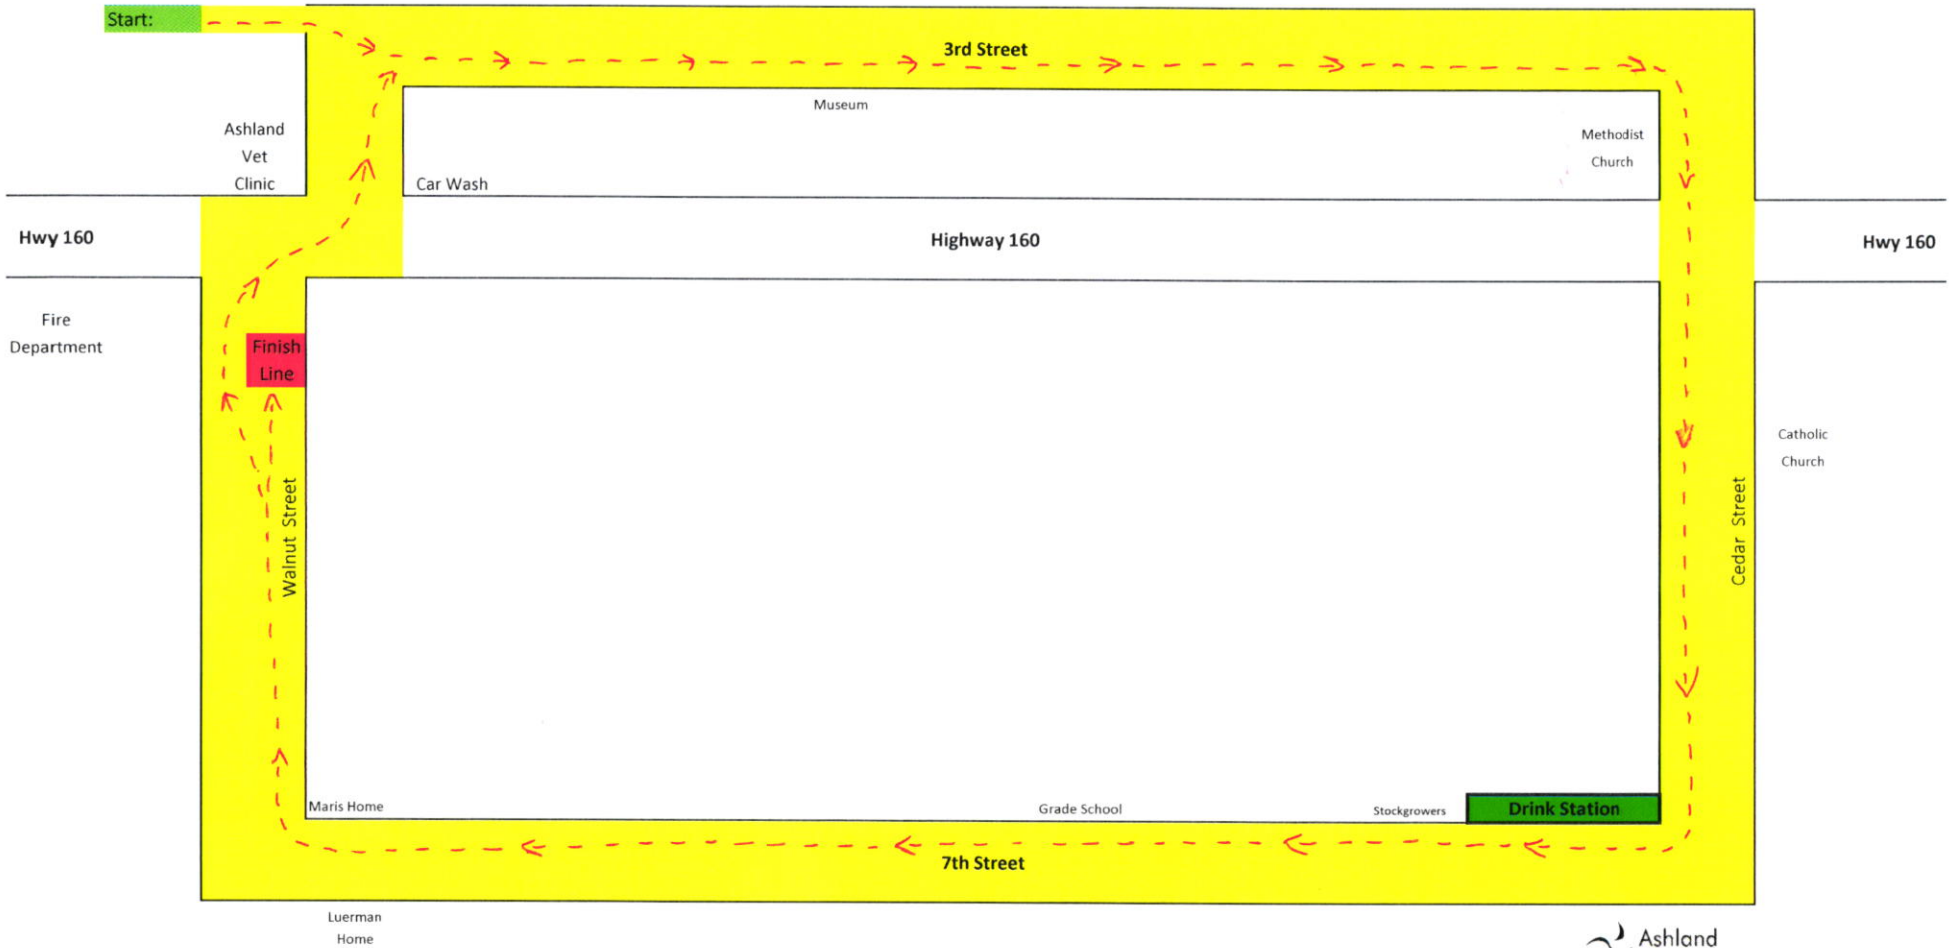 Start:
3rd Street
Museum
Ashland
Vet
Clinic
Methodist
Church
Car Wash
Hwy 160
Highway 160
Hwy 160
Fire
Department
Finish
Line
Catholic
Church
Walnut Street
Cedar Street
Maris Home
Grade School
Stockgrowers
Drink Station
7th Street
Luerman
Home
Ashland